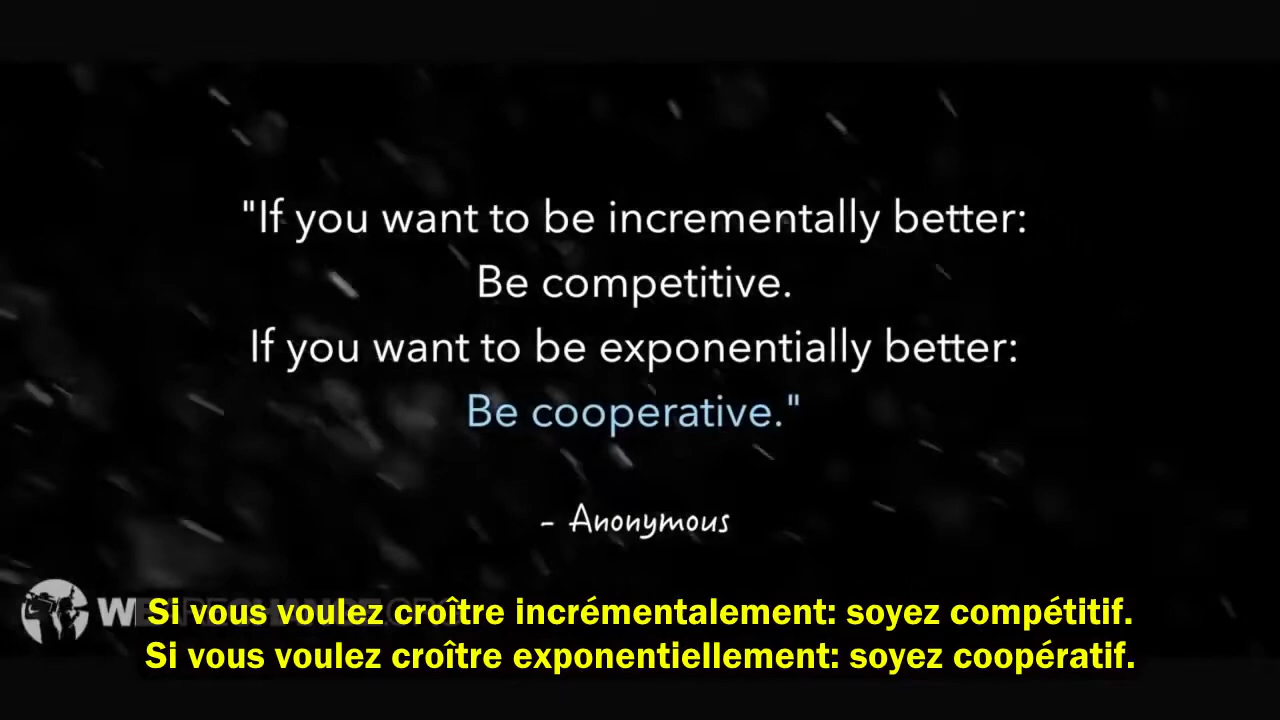 "If you want to be incrementally better:
Be competitive.
If you want to be exponentially better:
Be cooperative."
- Anonymous
Si vous voulez croître incrémentalement: soyez compétitif.
Si vous voulez croître exponentiellement: soyez coopératif.